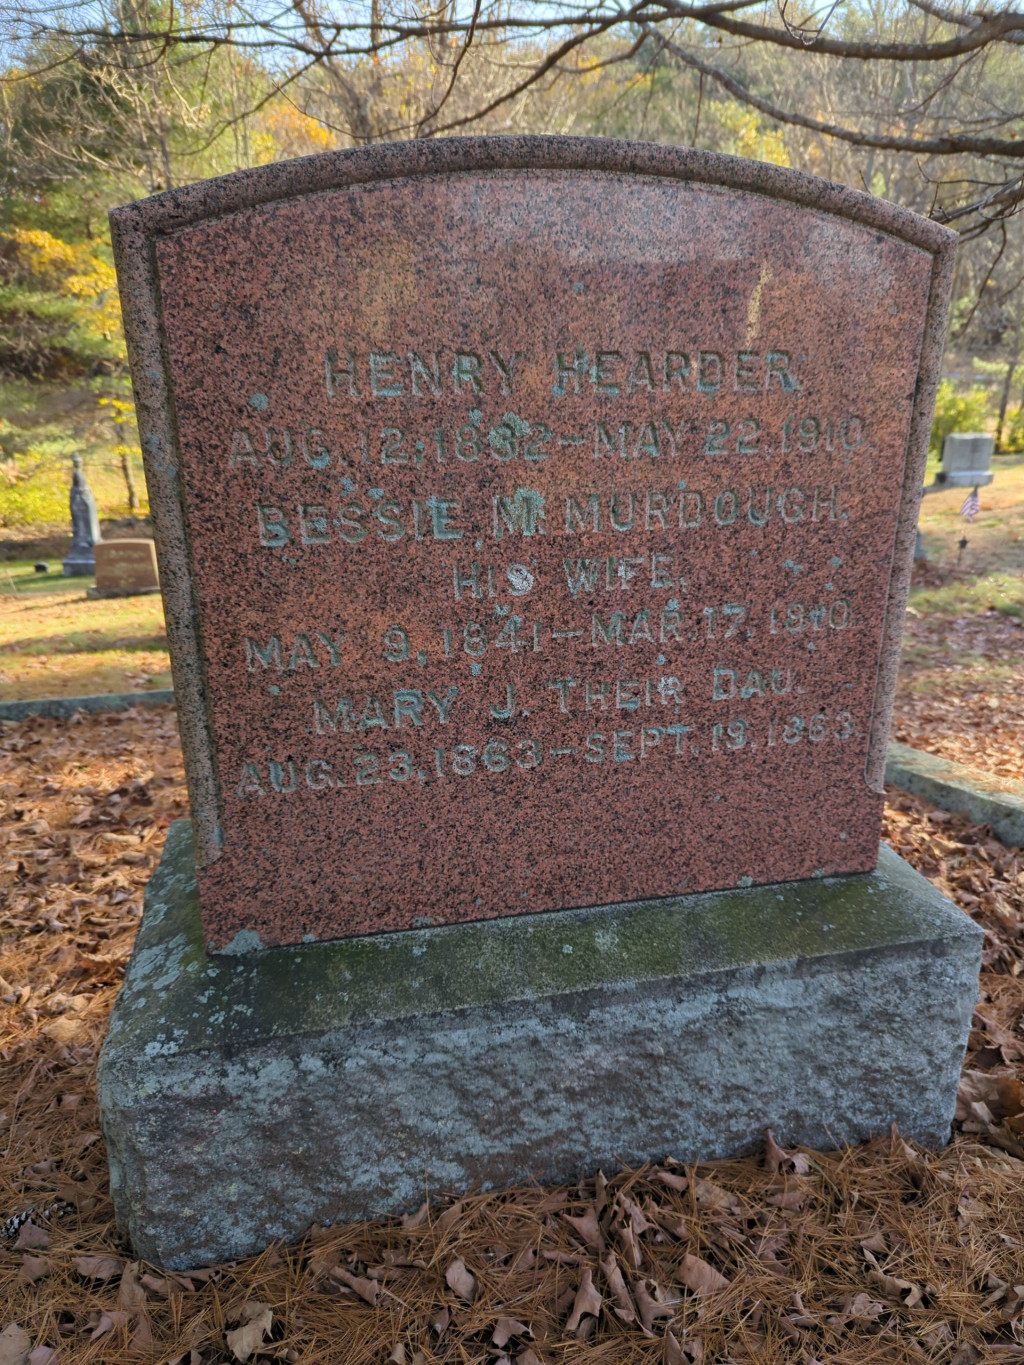 HENRY HEARDER.
AUG. 12, 1832 – MAY 22, 1910.
BESSIE M. MURDOUGH.
HIS WIFE.
MAY 9, 1841 – MAR. 17, 1910.
MARY J. THEIR DAU.
AUG. 23, 1863 – SEPT. 19, 1863.